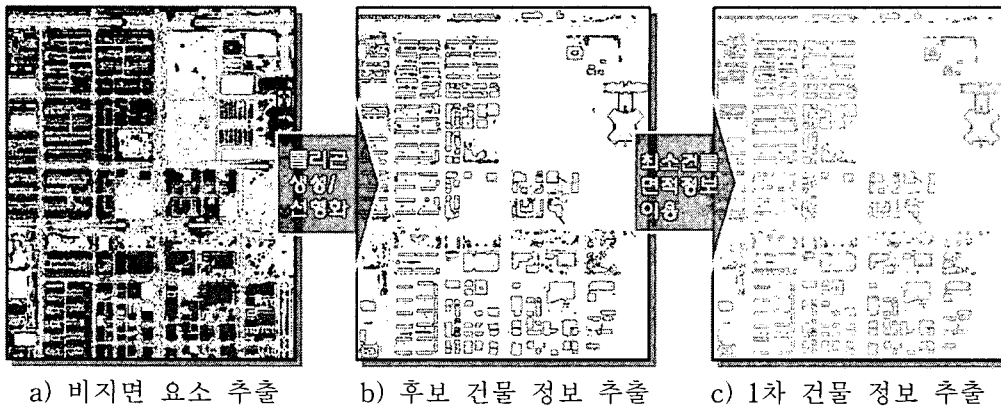 폴리곤
생성/
선명화
최소건물
면적정보
이용
a) 비지면 요소 추출
b) 후보 건물 정보 추출
c) 1차 건물 정보 추출